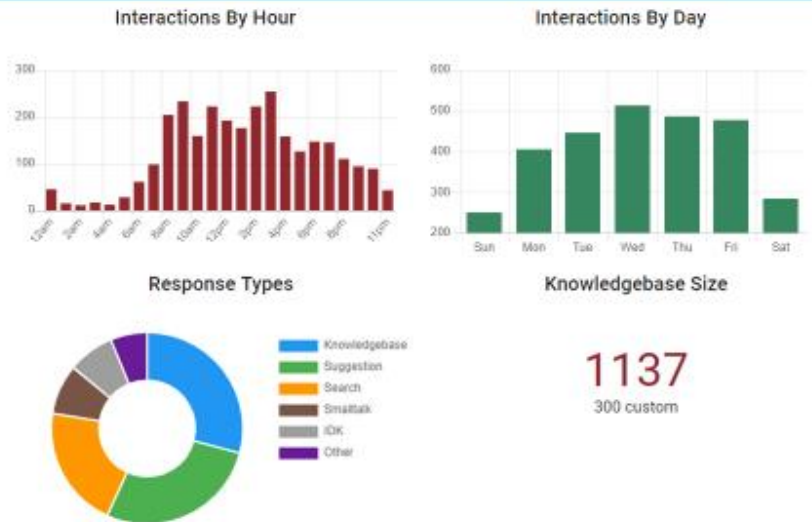 Interactions By Hour
300
200
100
0
12am 2am 4am 6am 8am 10am 12pm 2pm 4pm 6pm 8pm 11pm
Interactions By Day
600
500
400
300
200
Sun Mon Tue Wed Thu Fri Sat
Response Types
Knowledgebase
Suggestion
Search
Smalltalk
IDK
Other
Knowledgebase Size
1137
300 custom